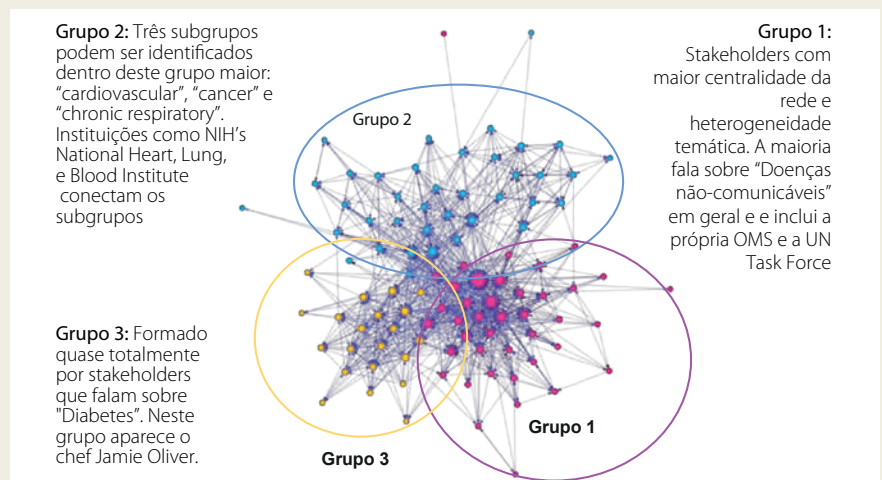 Grupo 2: Três subgrupos
podem ser identificados
dentro deste grupo maior:
“cardiovascular”, “cancer” e
“chronic respiratory”.
Instituições como NIH’s
National Heart, Lung,
e Blood Institute
conectam os
subgrupos
Grupo 2
Grupo 1:
Stakeholders com
maior centralidade da
rede e
heterogeneidade
temática. A maioria
fala sobre “Doenças
não-comunicáveis”
em geral e e inclui a
própria OMS e a UN
Task Force
Grupo 3: Formado
quase totalmente
por stakeholders
que falam sobre
"Diabetes”. Neste
grupo aparece o
chef Jamie Oliver.
Grupo 3
Grupo 1